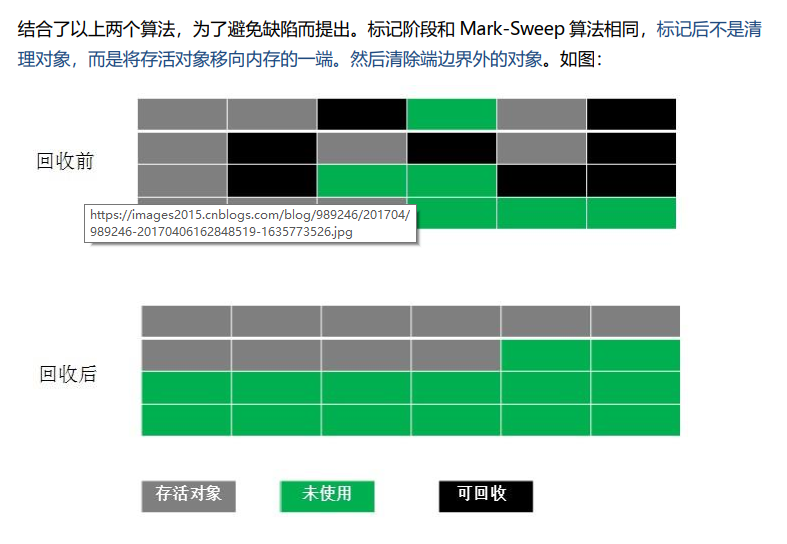 结合了以上两个算法，为了避免缺陷而提出。标记阶段和 Mark-Sweep 算法相同，标记后不是清
理对象，而是将存活对象移向内存的一端。然后清除端边界外的对象。如图：
回收前
https://images2015.cnblogs.com/blog/989246/201704/
989246-20170406162848519-1635773526.jpg
回收后
存活对象
未使用
可回收